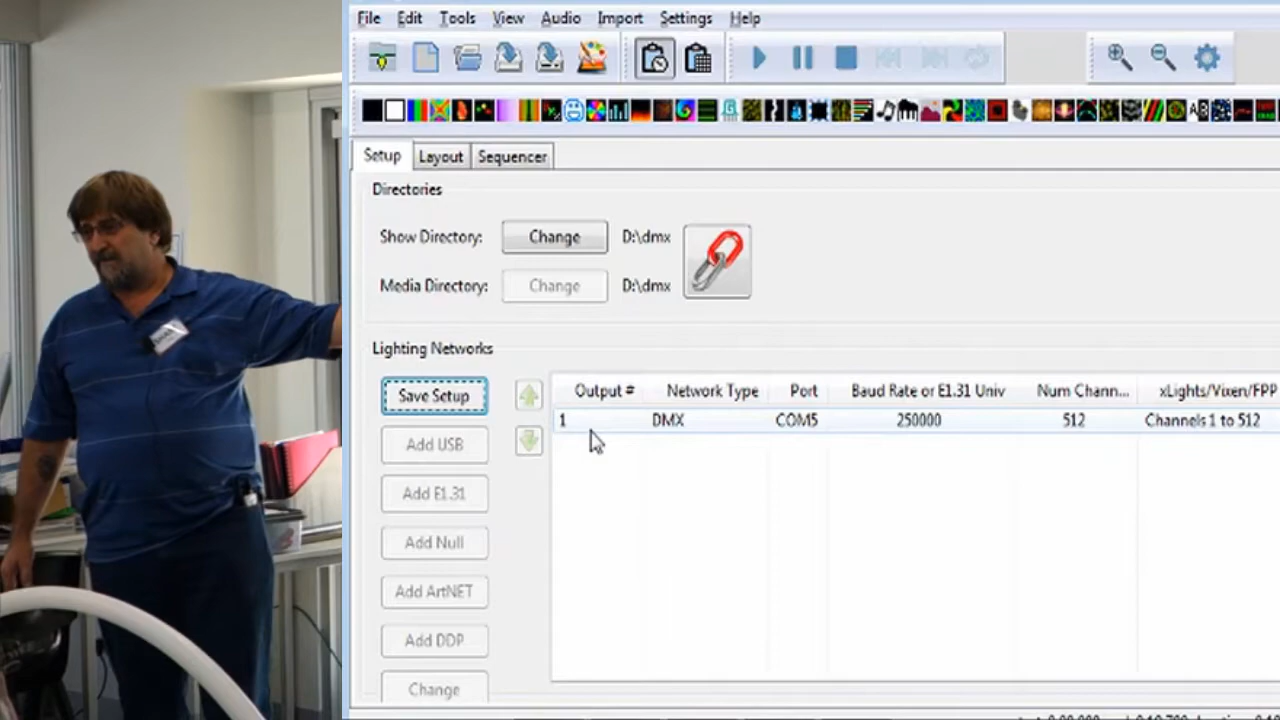 File Edit Tools View Audio Import Settings Help
Setup Layout Sequencer
Directories
Show Directory: Change D:\dmx
Media Directory: Change D:\dmx
Lighting Networks
Save Setup
Add USB
Add E1.31
Add Null
Add ArtNET
Add DDP
Change
Output # Network Type Port Baud Rate or E1.31 Univ Num Chann... xLights/Vixen/FPP
1 DMX COM5 250000 512 Channels 1 to 512